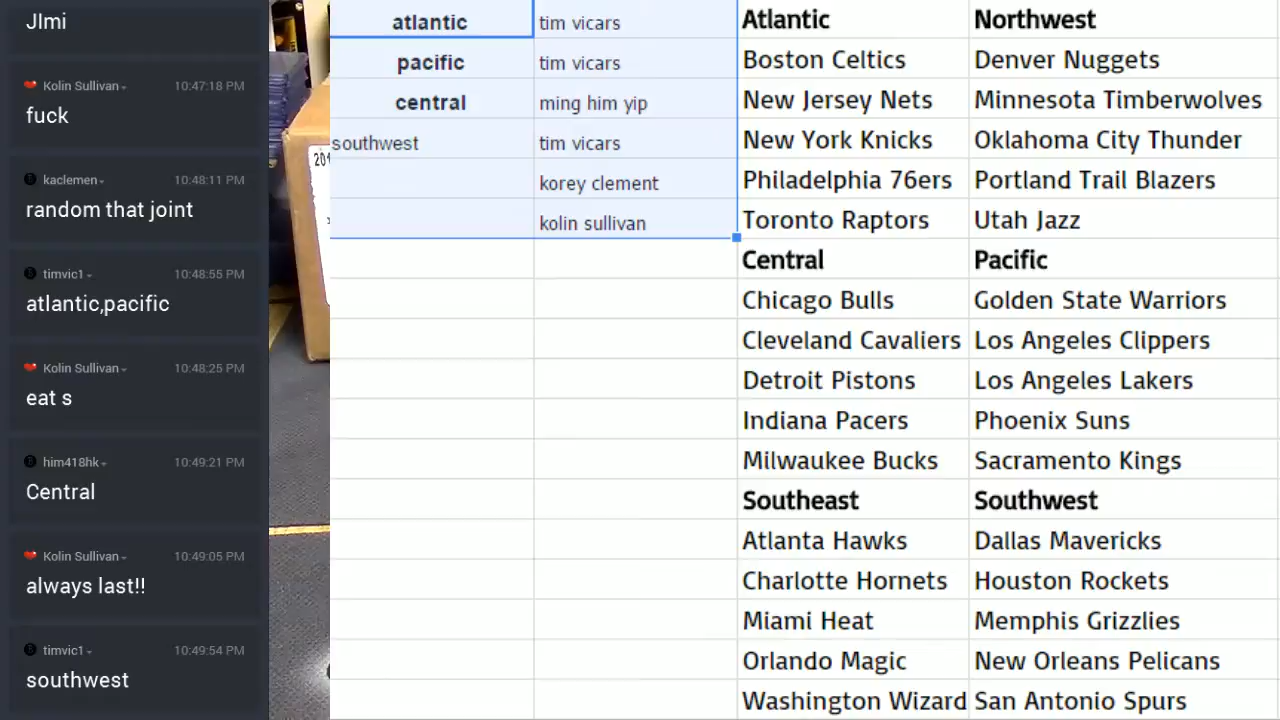 JImi
Kolin Sullivan
10:47:18 PM
fuck
kaclemen
10:48:11 PM
random that joint
timvic1
10:48:55 PM
atlantic,pacific
Kolin Sullivan
10:48:25 PM
eat s
him418hk
10:49:21 PM
Central
Kolin Sullivan
10:49:05 PM
always last!!
timvic1
10:49:54 PM
southwest
201
atlantic tim vicars
pacific tim vicars
central ming him yip
southwest tim vicars
korey clement
kolin sullivan
Atlantic Northwest
Boston Celtics Denver Nuggets
New Jersey Nets Minnesota Timberwolves
New York Knicks Oklahoma City Thunder
Philadelphia 76ers Portland Trail Blazers
Toronto Raptors Utah Jazz
Central Pacific
Chicago Bulls Golden State Warriors
Cleveland Cavaliers Los Angeles Clippers
Detroit Pistons Los Angeles Lakers
Indiana Pacers Phoenix Suns
Milwaukee Bucks Sacramento Kings
Southeast Southwest
Atlanta Hawks Dallas Mavericks
Charlotte Hornets Houston Rockets
Miami Heat Memphis Grizzlies
Orlando Magic New Orleans Pelicans
Washington Wizard San Antonio Spurs